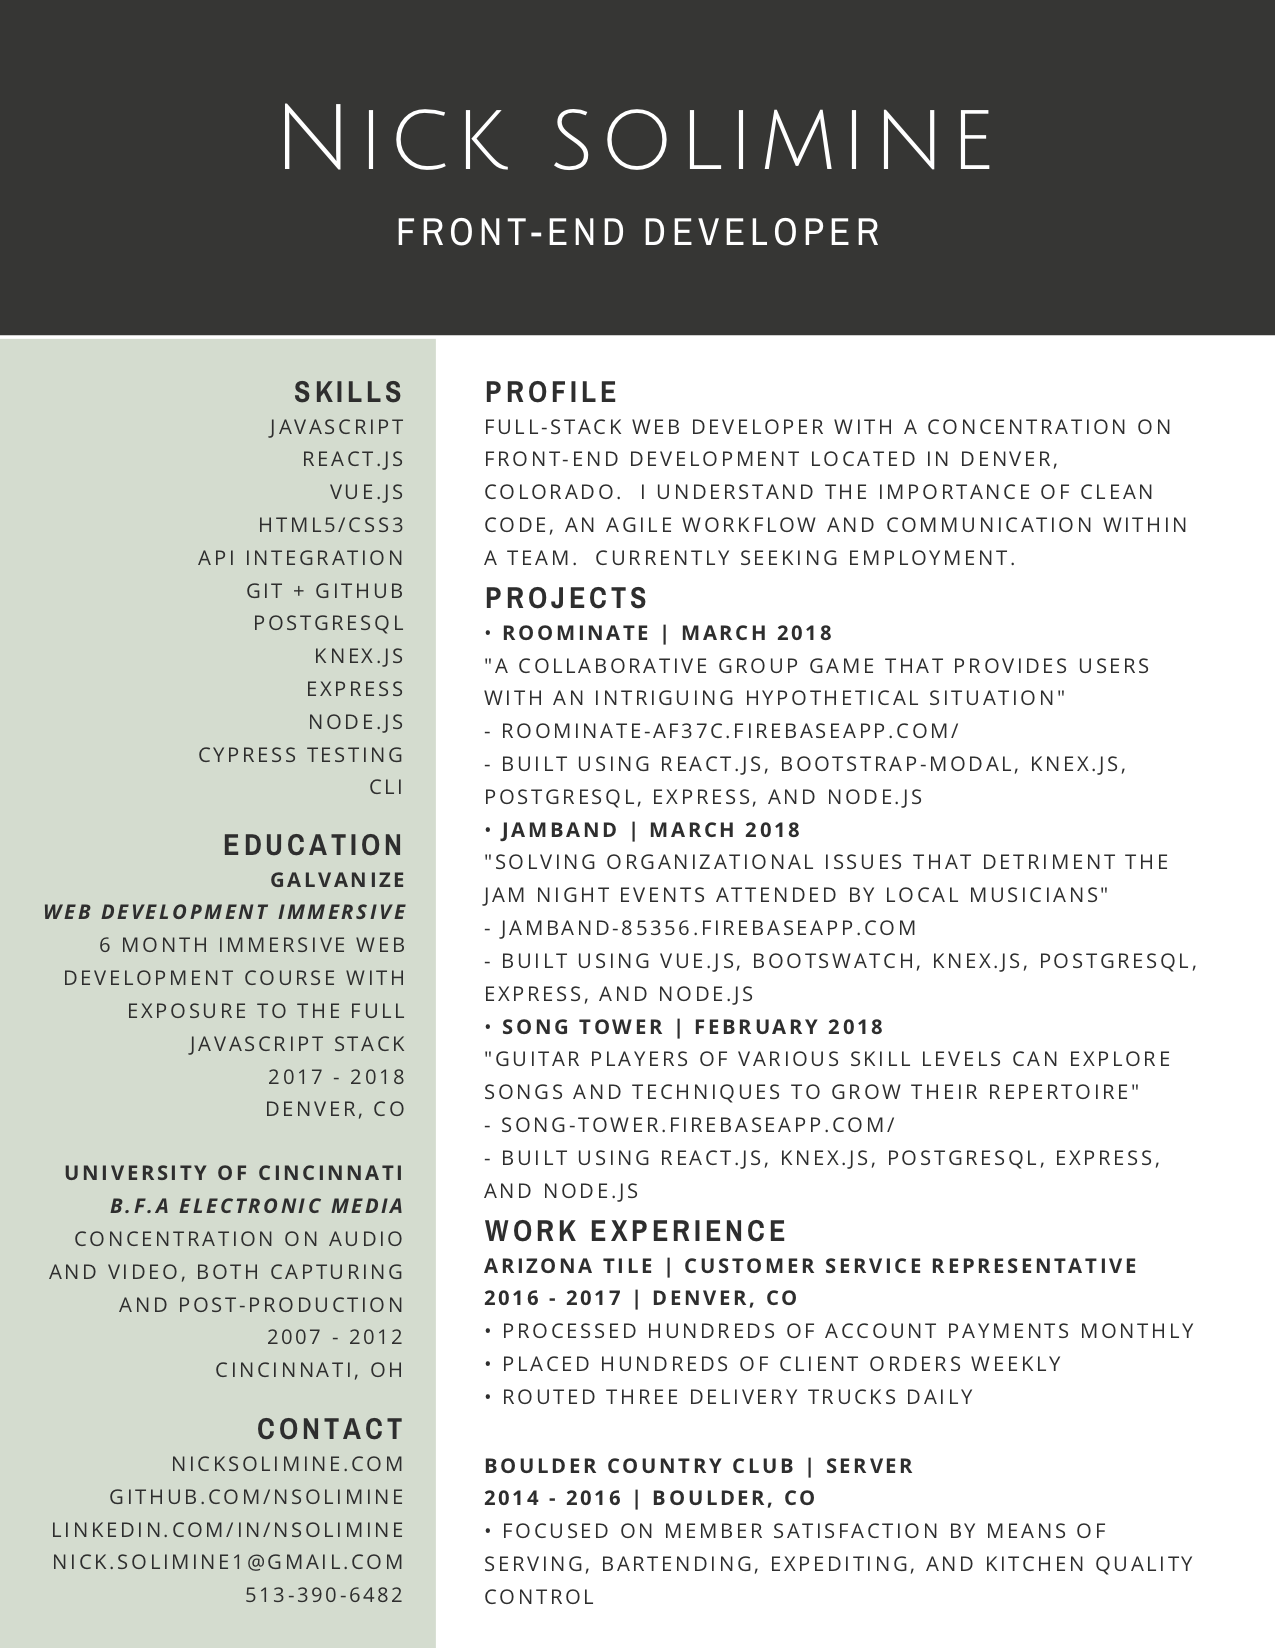 NICK SOLIMINE
FRONT-END DEVELOPER
SKILLS
JAVASCRIPT
REACT.JS
VUE.JS
HTML5/CSS3
API INTEGRATION
GIT + GITHUB
POSTGRESQL
KNEX.JS
EXPRESS
NODE.JS
CYPRESS TESTING
CLI
EDUCATION
GALVANIZE
WEB DEVELOPMENT IMMERSIVE
6 MONTH IMMERSIVE WEB
DEVELOPMENT COURSE WITH
EXPOSURE TO THE FULL
JAVASCRIPT STACK
2017 - 2018
DENVER, CO
UNIVERSITY OF CINCINNATI
B.F.A ELECTRONIC MEDIA
CONCENTRATION ON AUDIO
AND VIDEO, BOTH CAPTURING
AND POST-PRODUCTION
2007 - 2012
CINCINNATI, OH
CONTACT
NICKSOLIMINE.COM
GITHUB.COM/NSOLIMINE
LINKEDIN.COM/IN/NSOLIMINE
NICK.SOLIMINE1@GMAIL.COM
513-390-6482
PROFILE
FULL-STACK WEB DEVELOPER WITH A CONCENTRATION ON
FRONT-END DEVELOPMENT LOCATED IN DENVER,
COLORADO.  I UNDERSTAND THE IMPORTANCE OF CLEAN
CODE, AN AGILE WORKFLOW AND COMMUNICATION WITHIN
A TEAM.  CURRENTLY SEEKING EMPLOYMENT.
PROJECTS
• ROOMINATE | MARCH 2018
"A COLLABORATIVE GROUP GAME THAT PROVIDES USERS
WITH AN INTRIGUING HYPOTHETICAL SITUATION"
- ROOMINATE-AF37C.FIREBASEAPP.COM/
- BUILT USING REACT.JS, BOOTSTRAP-MODAL, KNEX.JS,
POSTGRESQL, EXPRESS, AND NODE.JS
• JAMBAND | MARCH 2018
"SOLVING ORGANIZATIONAL ISSUES THAT DETRIMENT THE
JAM NIGHT EVENTS ATTENDED BY LOCAL MUSICIANS"
- JAMBAND-85356.FIREBASEAPP.COM
- BUILT USING VUE.JS, BOOTSWATCH, KNEX.JS, POSTGRESQL,
EXPRESS, AND NODE.JS
• SONG TOWER | FEBRUARY 2018
"GUITAR PLAYERS OF VARIOUS SKILL LEVELS CAN EXPLORE
SONGS AND TECHNIQUES TO GROW THEIR REPERTOIRE"
- SONG-TOWER.FIREBASEAPP.COM/
- BUILT USING REACT.JS, KNEX.JS, POSTGRESQL, EXPRESS,
AND NODE.JS
WORK EXPERIENCE
ARIZONA TILE | CUSTOMER SERVICE REPRESENTATIVE
2016 - 2017 | DENVER, CO
• PROCESSED HUNDREDS OF ACCOUNT PAYMENTS MONTHLY
• PLACED HUNDREDS OF CLIENT ORDERS WEEKLY
• ROUTED THREE DELIVERY TRUCKS DAILY
BOULDER COUNTRY CLUB | SERVER
2014 - 2016 | BOULDER, CO
• FOCUSED ON MEMBER SATISFACTION BY MEANS OF
SERVING, BARTENDING, EXPEDITING, AND KITCHEN QUALITY
CONTROL